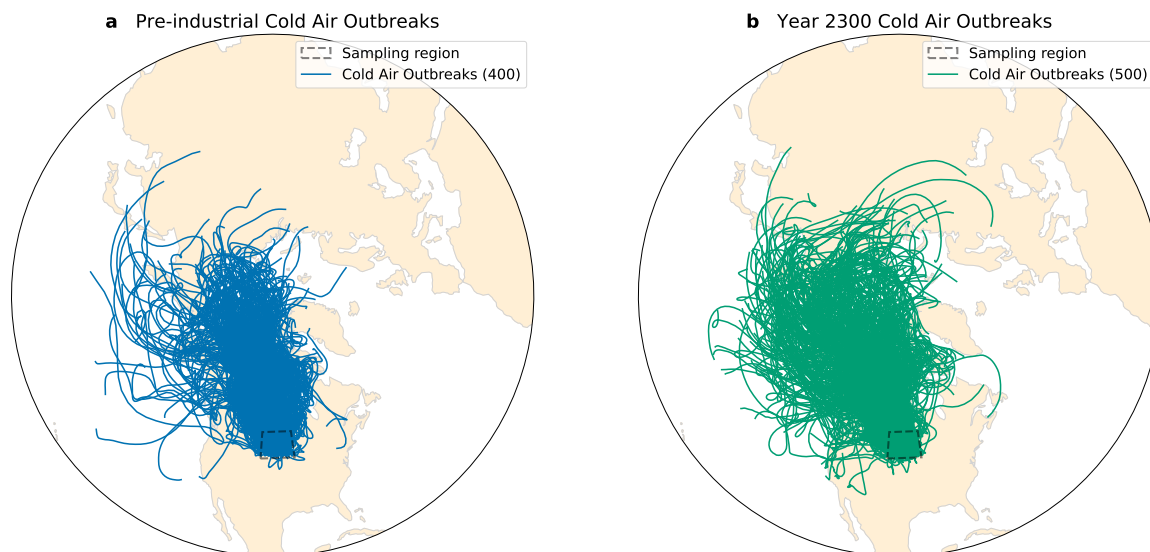 a Pre-industrial Cold Air Outbreaks
Sampling region
Cold Air Outbreaks (400)
b Year 2300 Cold Air Outbreaks
Sampling region
Cold Air Outbreaks (500)